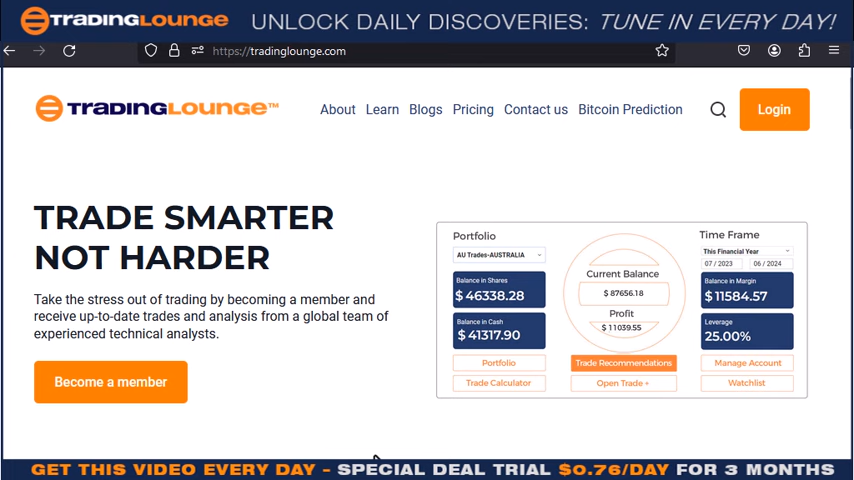 TRADINGLOUNGE UNLOCK DAILY DISCOVERIES: TUNE IN EVERY DAY!
https://tradinglounge.com
TRADINGLOUNGE™ About Learn Blogs Pricing Contact us Bitcoin Prediction Login
TRADE SMARTER
NOT HARDER
Take the stress out of trading by becoming a member and
receive up-to-date trades and analysis from a global team of
experienced technical analysts.
Become a member
Portfolio
AU Trades-AUSTRALIA
Balance in Shares
$ 46338.28
Balance in Cash
$ 41317.90
Current Balance
$ 87656.18
Profit
$ 11039.55
Time Frame
This Financial Year
07 / 2023 06 / 2024
Balance in Margin
$ 11584.57
Leverage
25.00%
Portfolio Trade Recommendations Manage Account
Trade Calculator Open Trade + Watchlist
GET THIS VIDEO EVERY DAY - SPECIAL DEAL TRIAL $0.76/DAY FOR 3 MONTHS